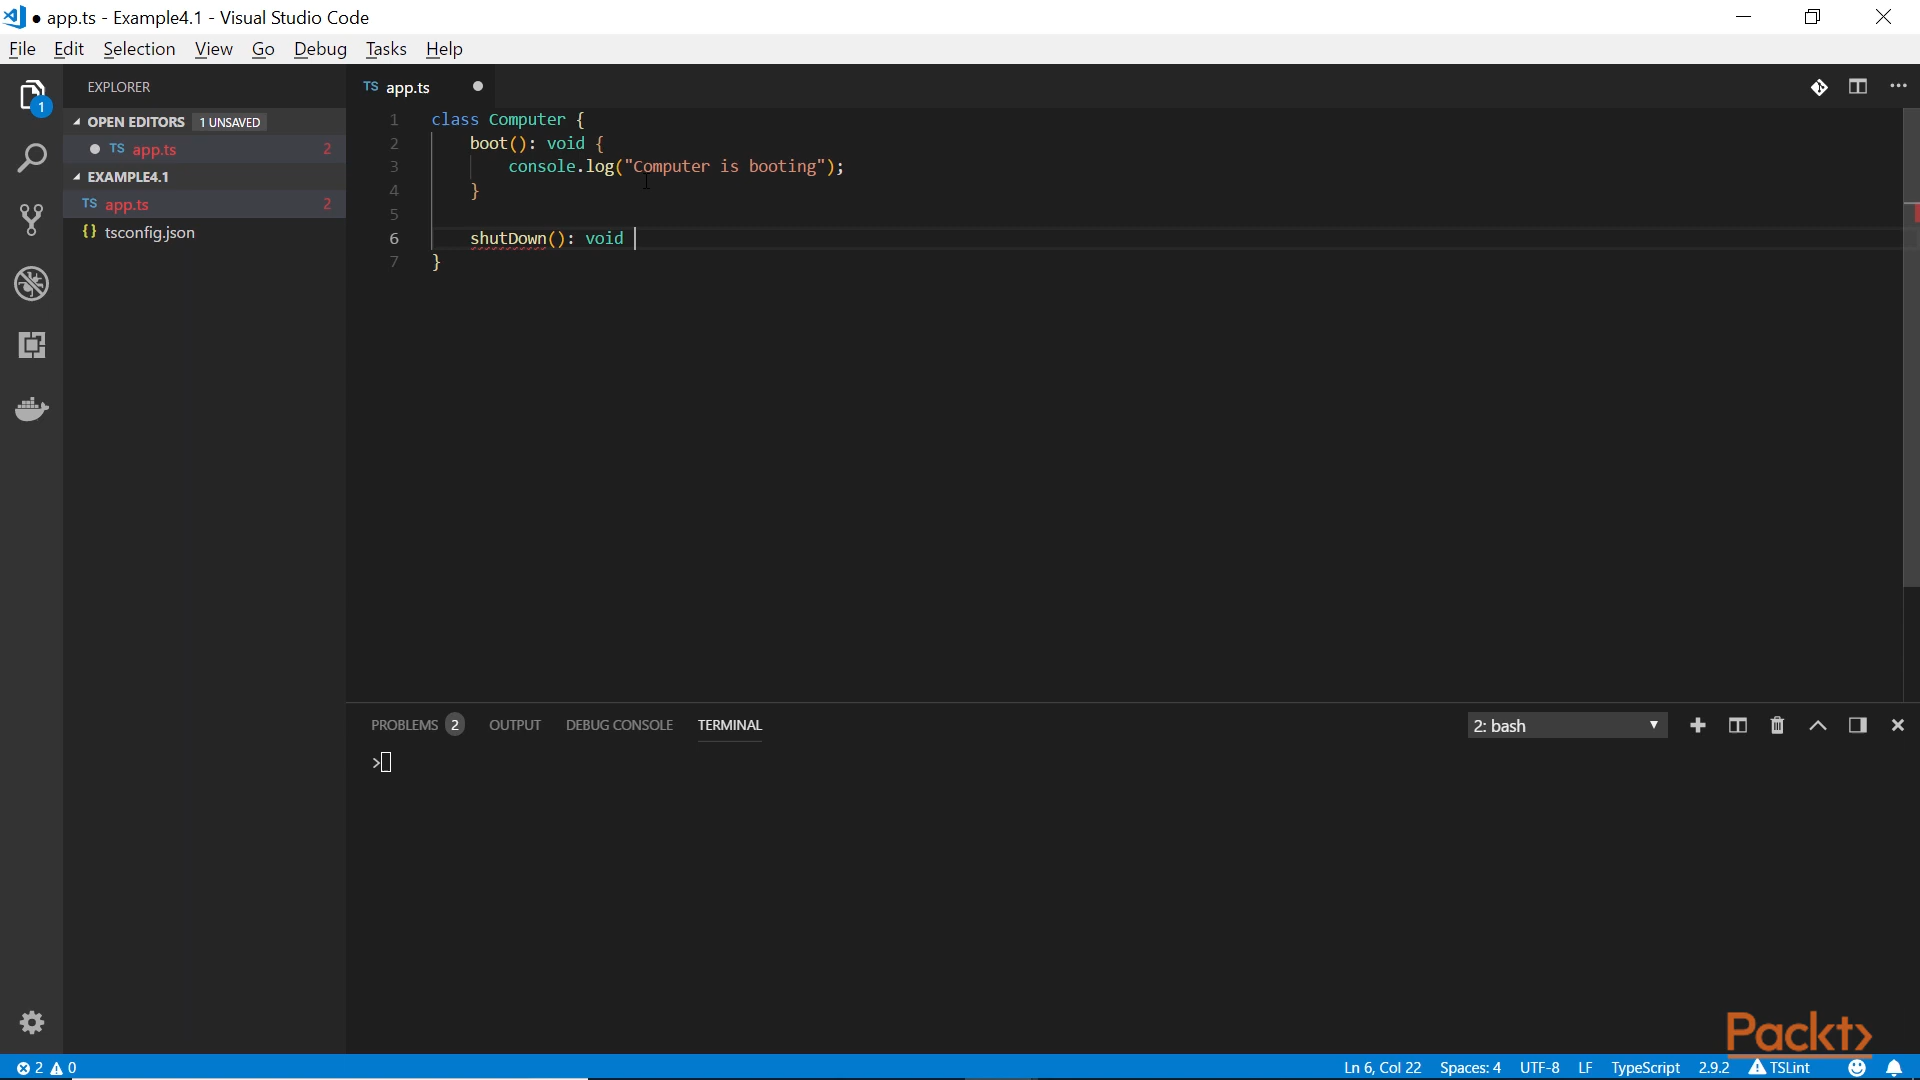 ● app.ts - Example4.1 - Visual Studio Code
File Edit Selection View Go Debug Tasks Help
EXPLORER
1
OPEN EDITORS 1 UNSAVED
TS app.ts 2
EXAMPLE4.1
TS app.ts 2
{} tsconfig.json
TS app.ts
1 class Computer {
2 boot(): void {
3 console.log("Computer is booting");
4 }
5
6 shutDown(): void
7 }
PROBLEMS 2 OUTPUT DEBUG CONSOLE TERMINAL 2: bash
>
Packt>
2 0 Ln 6, Col 22 Spaces: 4 UTF-8 LF TypeScript 2.9.2 TSLint